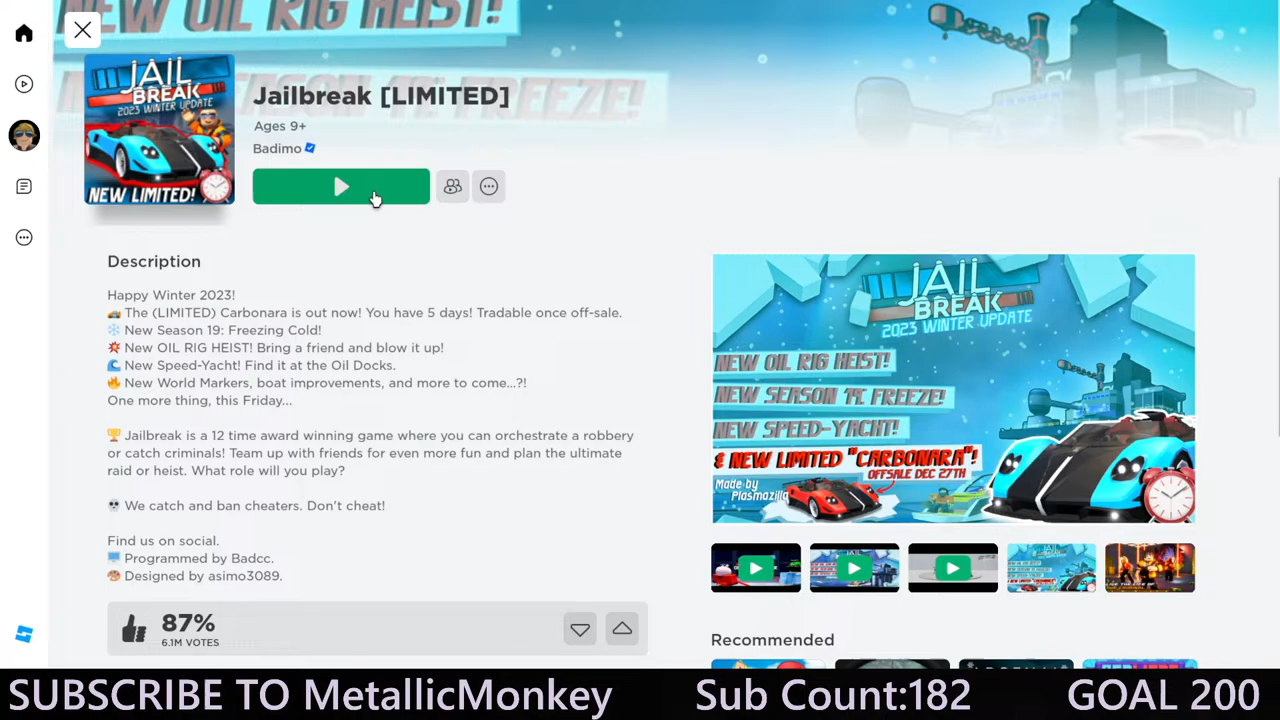 NEW OIL RIG HEIST!
JAIL
BREAK
2023 WINTER UPDATE
NEW LIMITED!
Jailbreak [LIMITED]
Ages 9+
Badimo
Description
Happy Winter 2023!
🚓 The (LIMITED) Carbonara is out now! You have 5 days! Tradable once off-sale.
❄️ New Season 19: Freezing Cold!
💥 New OIL RIG HEIST! Bring a friend and blow it up!
🌊 New Speed-Yacht! Find it at the Oil Docks.
🔥 New World Markers, boat improvements, and more to come...?!
One more thing, this Friday...
🏆 Jailbreak is a 12 time award winning game where you can orchestrate a robbery
or catch criminals! Team up with friends for even more fun and plan the ultimate
raid or heist. What role will you play?
💀 We catch and ban cheaters. Don't cheat!
Find us on social.
🖥️ Programmed by Badcc.
🎨 Designed by asimo3089.
87%
6.1M VOTES
JAIL
BREAK
2023 WINTER UPDATE
NEW OIL RIG HEIST!
NEW SEASON 19: FREEZE!
NEW SPEED-YACHT!
& NEW LIMITED "CARBONARA"!
OFFSALE DEC 27TH
Made by
Plasmazilla
Recommended
SUBSCRIBE TO MetallicMonkey
Sub Count:182
GOAL 200